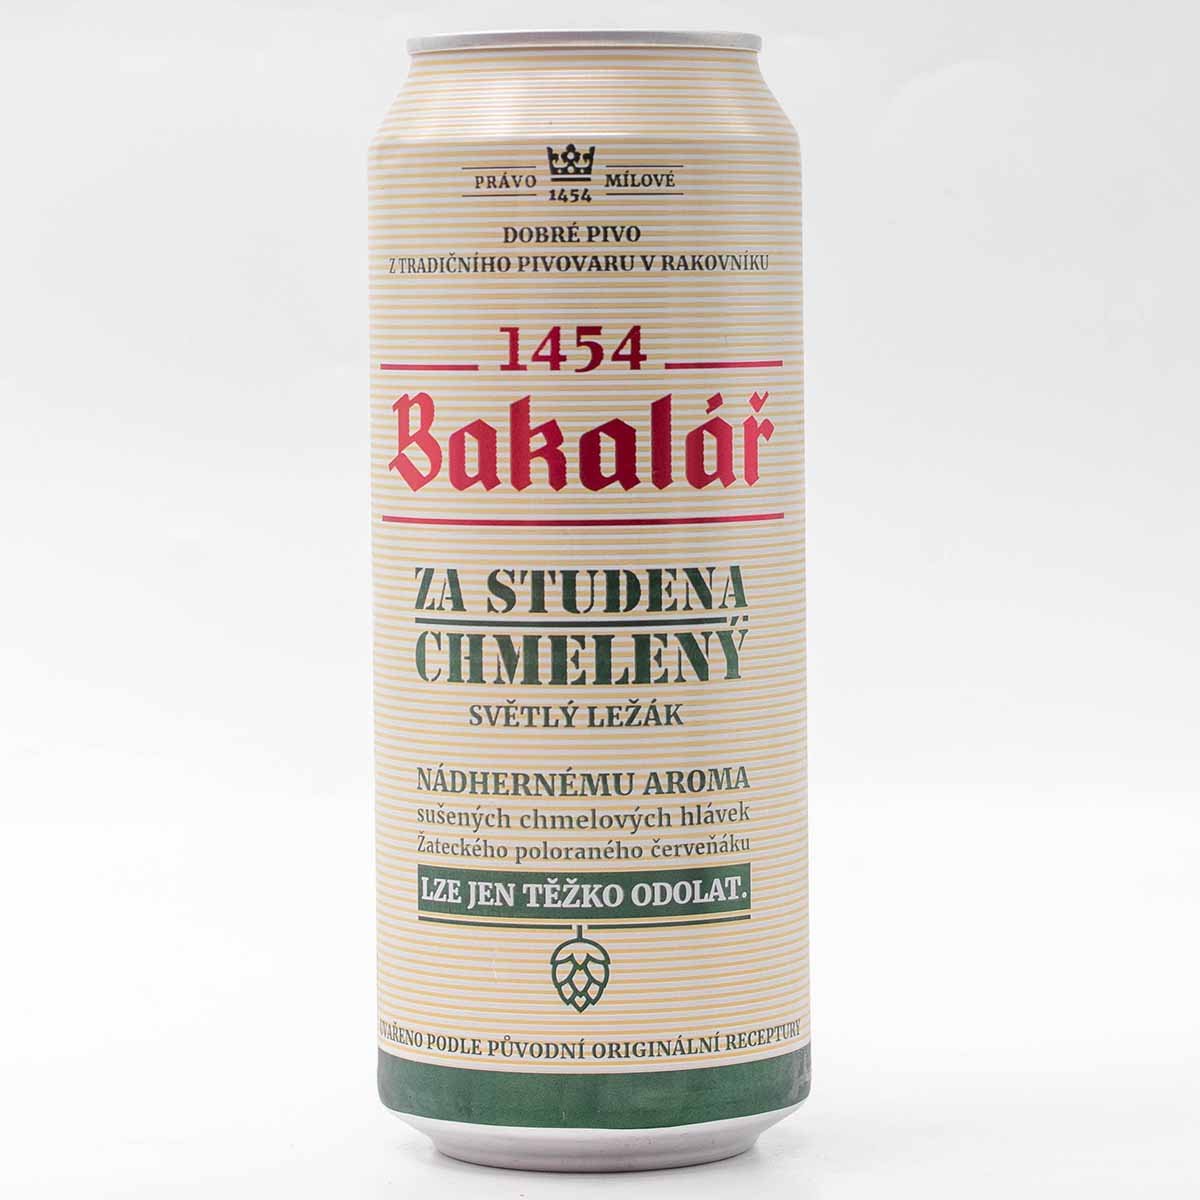 PRÁVO 1454 MÍLOVÉ
DOBRÉ PIVO
Z TRADIČNÍHO PIVOVARU V RAKOVNÍKU
1454
Bakalář
ZA STUDENA
CHMELENÝ
SVĚTLÝ LEŽÁK
NÁDHERNÉMU AROMA
sušených chmelových hlávek
Žateckého poloraného červeňáku
LZE JEN TĚŽKO ODOLAT.
UVAŘENO PODLE PŮVODNÍ ORIGINÁLNÍ RECEPTURY